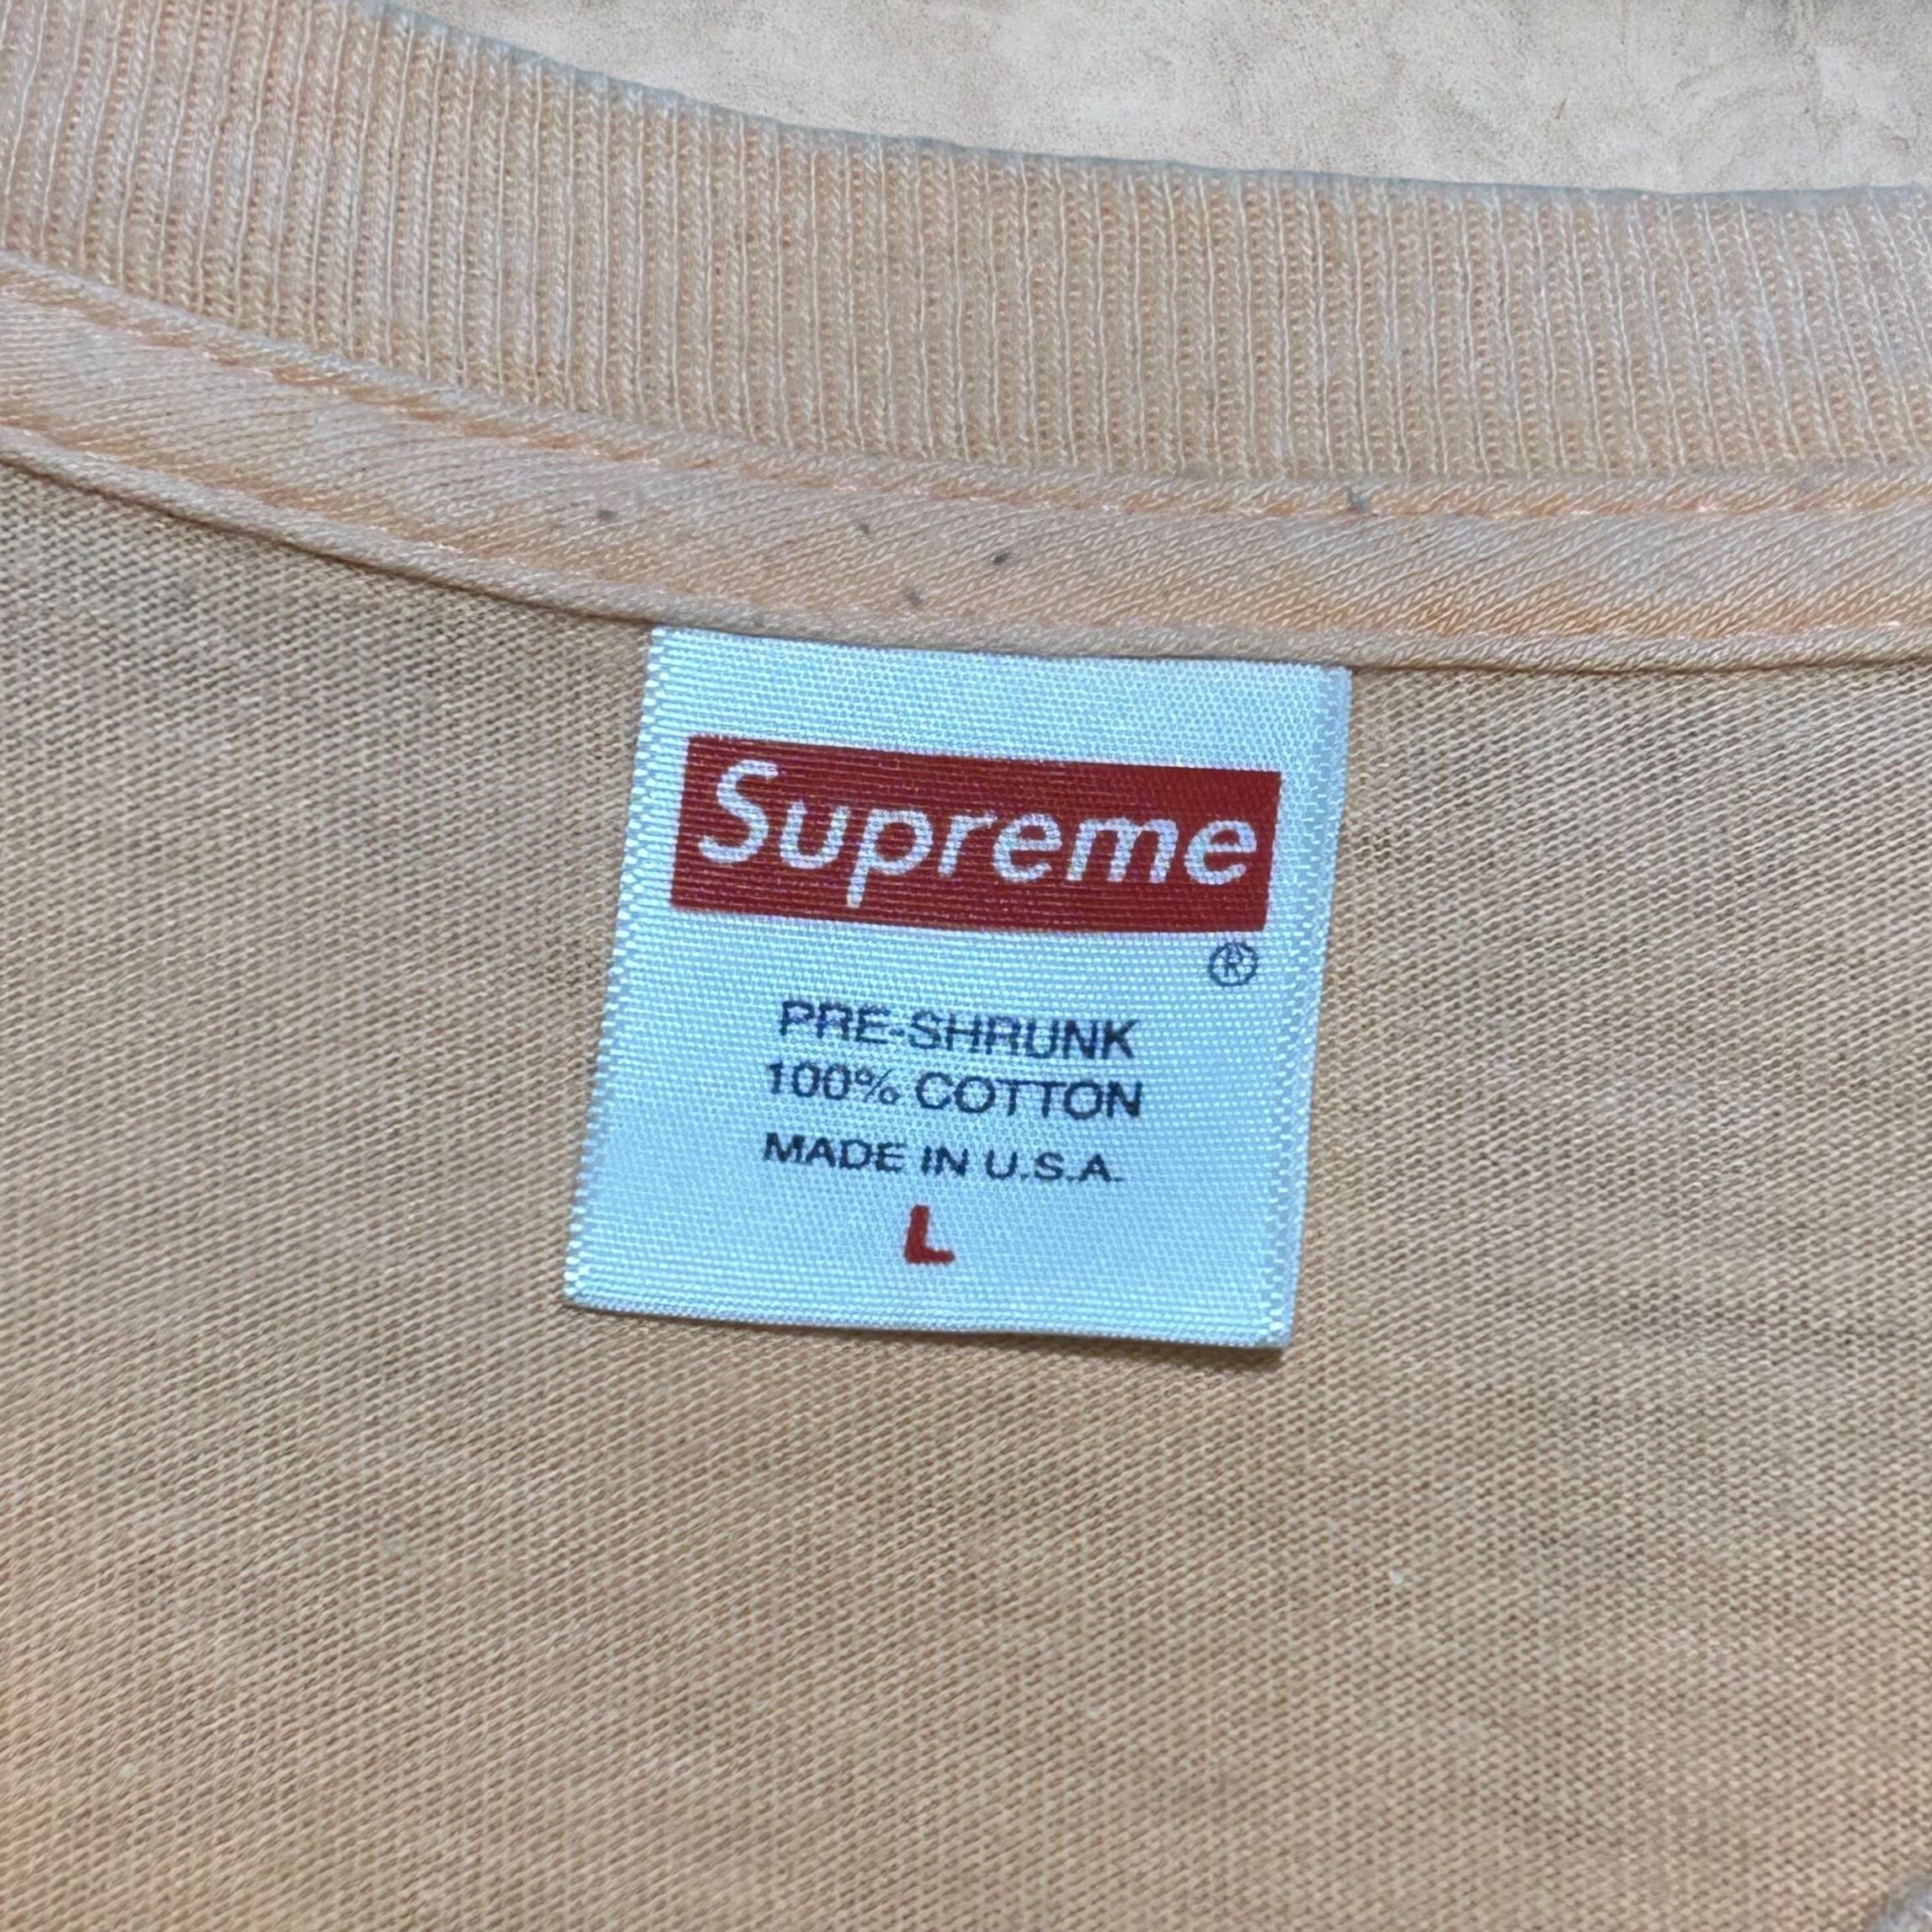 Supreme
®
PRE-SHRUNK
100% COTTON
MADE IN U.S.A.
L